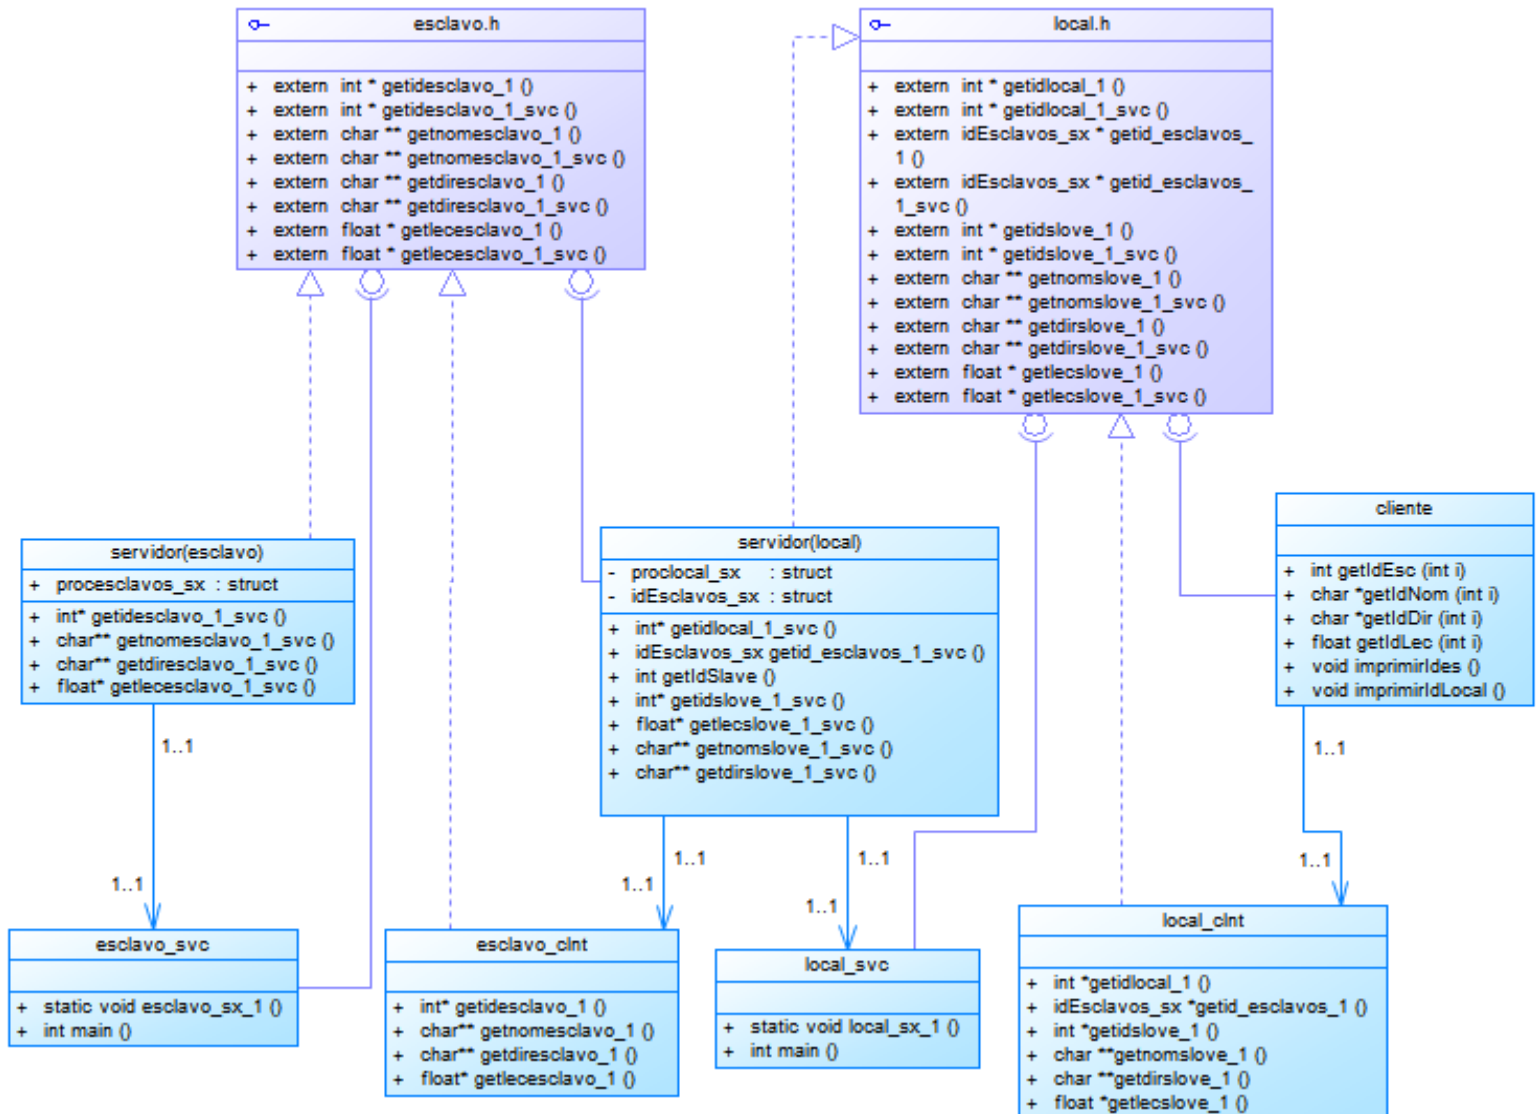 esclavo.h
+ extern int * getidesclavo_1 ()
+ extern int * getidesclavo_1_svc ()
+ extern char ** getnomesclavo_1 ()
+ extern char ** getnomesclavo_1_svc ()
+ extern char ** getdiresclavo_1 ()
+ extern char ** getdiresclavo_1_svc ()
+ extern float * getlecesclavo_1 ()
+ extern float * getlecesclavo_1_svc ()
local.h
+ extern int * getidlocal_1 ()
+ extern int * getidlocal_1_svc ()
+ extern idEsclavos_sx * getid_esclavos_
1 ()
+ extern idEsclavos_sx * getid_esclavos_
1_svc ()
+ extern int * getidslove_1 ()
+ extern int * getidslove_1_svc ()
+ extern char ** getnomslove_1 ()
+ extern char ** getnomslove_1_svc ()
+ extern char ** getdirslove_1 ()
+ extern char ** getdirslove_1_svc ()
+ extern float * getlecslove_1 ()
+ extern float * getlecslove_1_svc ()
servidor(esclavo)
+ procesclavos_sx : struct
+ int* getidesclavo_1_svc ()
+ char** getnomesclavo_1_svc ()
+ char** getdiresclavo_1_svc ()
+ float* getlecesclavo_1_svc ()
servidor(local)
- proclocal_sx : struct
- idEsclavos_sx : struct
+ int* getidlocal_1_svc ()
+ idEsclavos_sx getid_esclavos_1_svc ()
+ int getIdSlave ()
+ int* getidslove_1_svc ()
+ float* getlecslove_1_svc ()
+ char** getnomslove_1_svc ()
+ char** getdirslove_1_svc ()
cliente
+ int getIdEsc (int i)
+ char *getIdNom (int i)
+ char *getIdDir (int i)
+ float getIdLec (int i)
+ void imprimirIdes ()
+ void imprimirIdLocal ()
1..1
1..1
1..1
1..1
1..1
1..1
1..1
1..1
esclavo_svc
+ static void esclavo_sx_1 ()
+ int main ()
esclavo_clnt
+ int* getidesclavo_1 ()
+ char** getnomesclavo_1 ()
+ char** getdiresclavo_1 ()
+ float* getlecesclavo_1 ()
local_svc
+ static void local_sx_1 ()
+ int main ()
local_clnt
+ int *getidlocal_1 ()
+ idEsclavos_sx *getid_esclavos_1 ()
+ int *getidslove_1 ()
+ char **getnomslove_1 ()
+ char **getdirslove_1 ()
+ float *getlecslove_1 ()